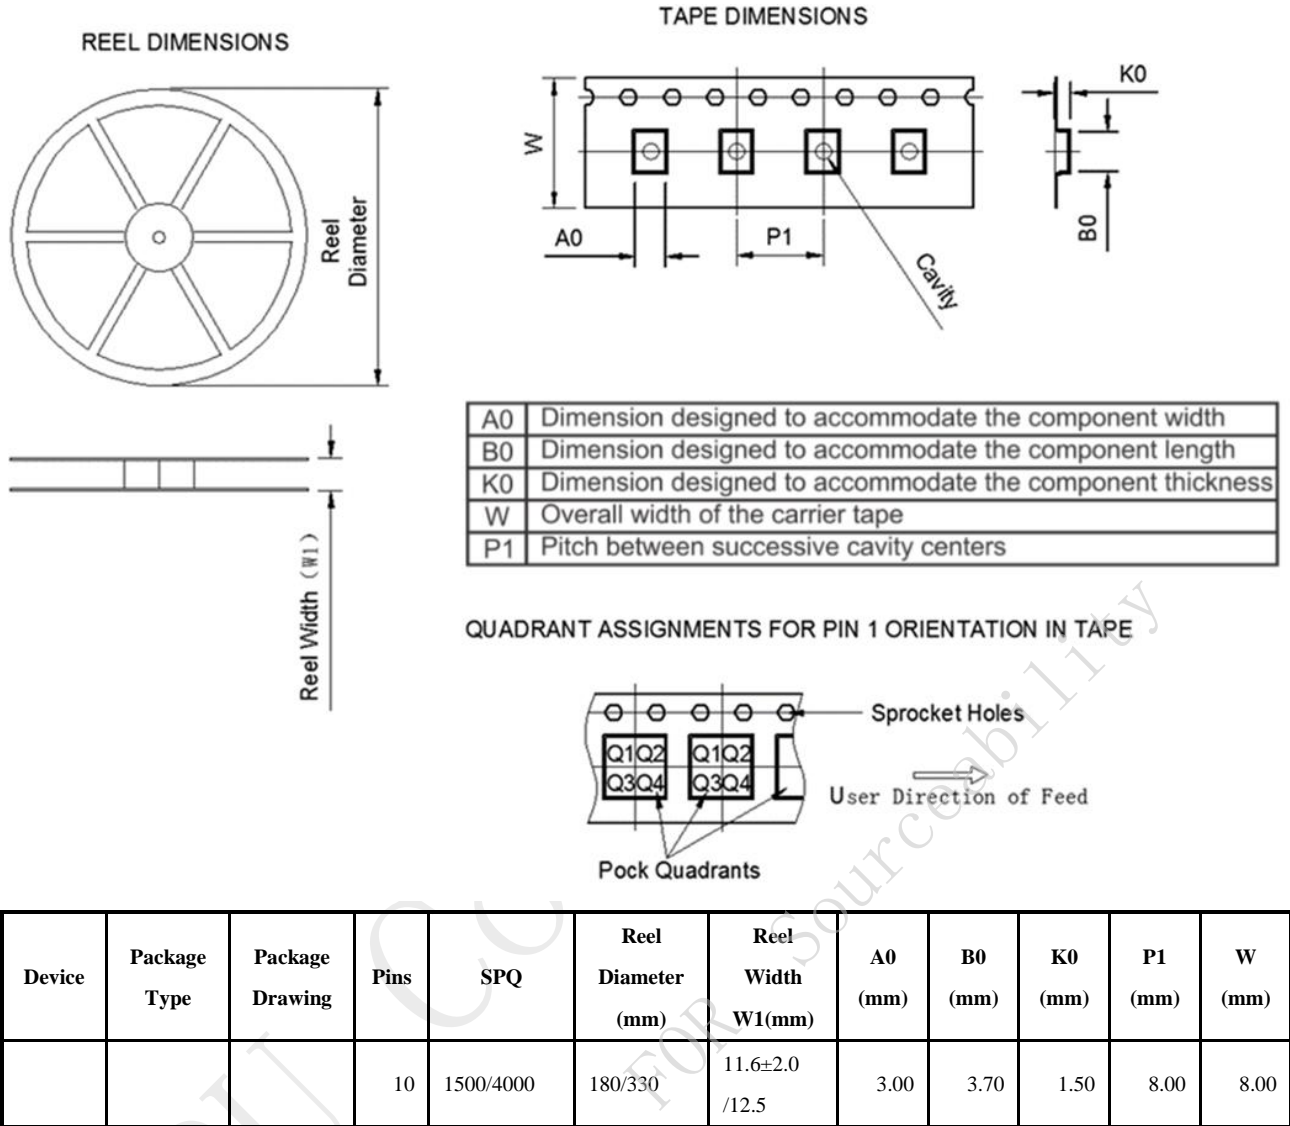 REEL DIMENSIONS
TAPE DIMENSIONS
Reel
Diameter
W
A0
P1
Cavity
K0
B0
Reel Width (W1)
A0 Dimension designed to accommodate the component width
B0 Dimension designed to accommodate the component length
K0 Dimension designed to accommodate the component thickness
W Overall width of the carrier tape
P1 Pitch between successive cavity centers
QUADRANT ASSIGNMENTS FOR PIN 1 ORIENTATION IN TAPE
Sprocket Holes
Q1 Q2 Q1 Q2
Q3 Q4 Q3 Q4
User Direction of Feed
Pock Quadrants
FOR Sourceability
Device Package Type Package Drawing Pins SPQ Reel Diameter (mm) Reel Width W1(mm) A0 (mm) B0 (mm) K0 (mm) P1 (mm) W (mm)
10 1500/4000 180/330 11.6±2.0 /12.5 3.00 3.70 1.50 8.00 8.00